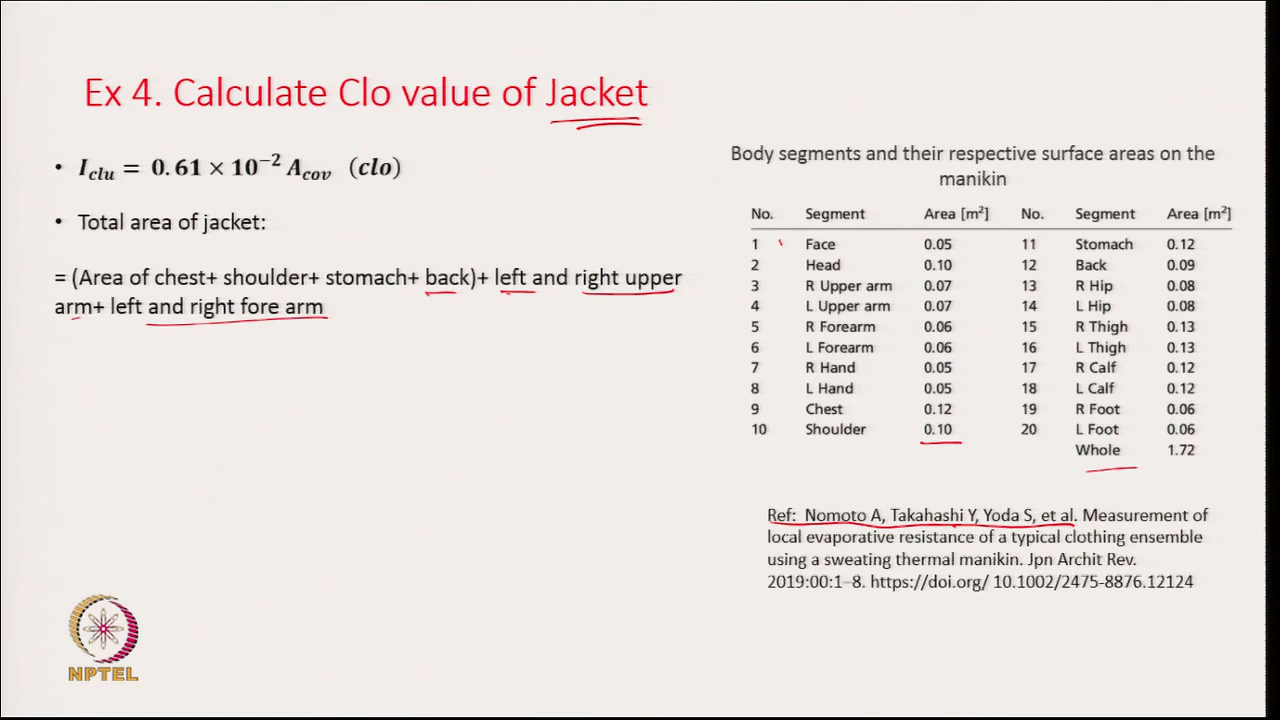 Ex 4. Calculate Clo value of Jacket
• I_clu = 0.61 × 10^-2 A_cov (clo)
• Total area of jacket:
= (Area of chest+ shoulder+ stomach+ back)+ left and right upper
arm+ left and right fore arm
Body segments and their respective surface areas on the
manikin
No. Segment Area [m²] No. Segment Area [m²]
1 Face 0.05 11 Stomach 0.12
2 Head 0.10 12 Back 0.09
3 R Upper arm 0.07 13 R Hip 0.08
4 L Upper arm 0.07 14 L Hip 0.08
5 R Forearm 0.06 15 R Thigh 0.13
6 L Forearm 0.06 16 L Thigh 0.13
7 R Hand 0.05 17 R Calf 0.12
8 L Hand 0.05 18 L Calf 0.12
9 Chest 0.12 19 R Foot 0.06
10 Shoulder 0.10 20 L Foot 0.06
Whole 1.72
Ref: Nomoto A, Takahashi Y, Yoda S, et al. Measurement of
local evaporative resistance of a typical clothing ensemble
using a sweating thermal manikin. Jpn Archit Rev.
2019:00:1–8. https://doi.org/ 10.1002/2475-8876.12124
NPTEL